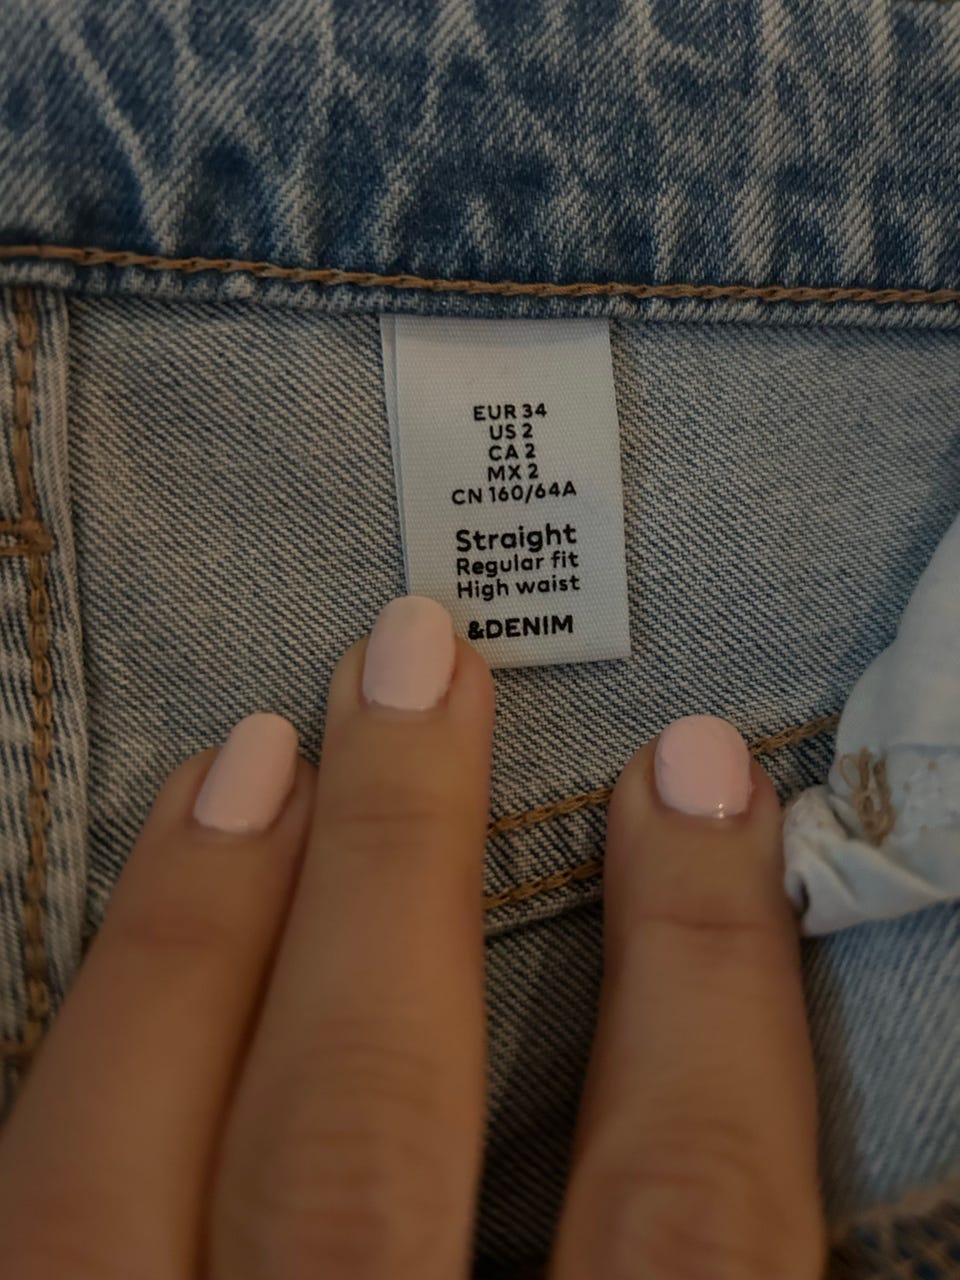 EUR 34
US 2
CA 2
MX 2
CN 160/64A
Straight
Regular fit
High waist
&DENIM